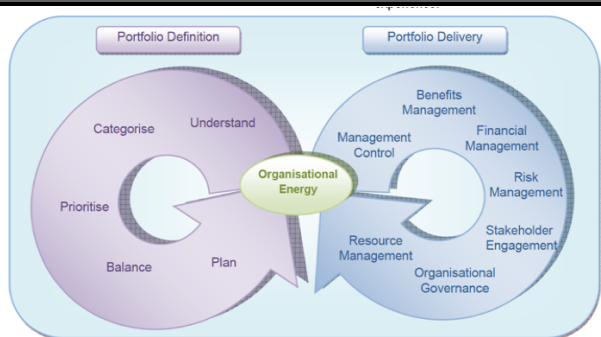 Portfolio Definition
Portfolio Delivery
Understand
Categorise
Prioritise
Balance
Plan
Organisational
Energy
Management
Control
Benefits
Management
Financial
Management
Risk
Management
Stakeholder
Engagement
Organisational
Governance
Resource
Management